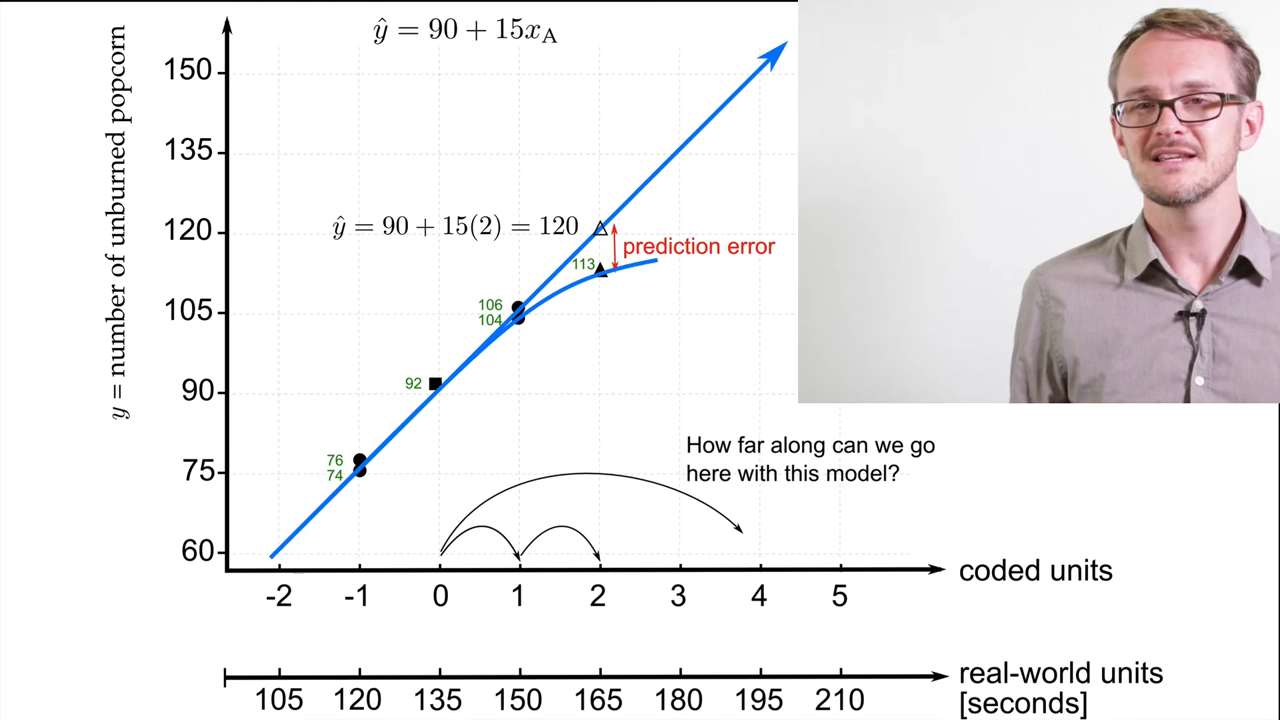 ŷ = 90 + 15x_A
y = number of unburned popcorn
150
135
120
105
90
75
60
ŷ = 90 + 15(2) = 120
prediction error
113
106
104
92
76
74
How far along can we go
here with this model?
-2 -1 0 1 2 3 4 5
coded units
105 120 135 150 165 180 195 210
real-world units
[seconds]